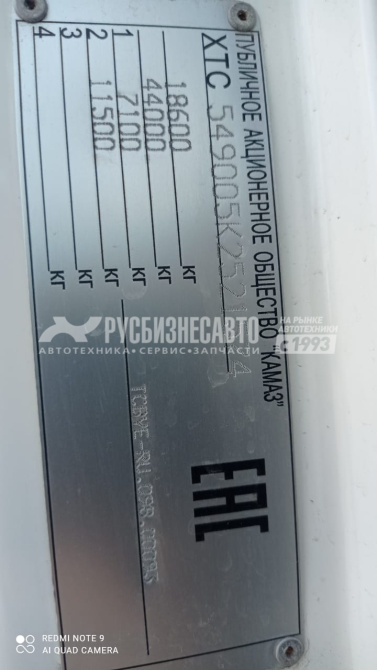 ПУБЛИЧНОЕ АКЦИОНЕРНОЕ ОБЩЕСТВО "КАМАЗ"
XTC
18600 кг
44000 кг
1 7100 кг
2 11500 кг
3 кг
4 кг
ЕАС
РУСБИЗНЕСАВТО
АВТОТЕХНИКА • СЕРВИС • ЗАПЧАСТИ
НА РЫНКЕ
АВТОТЕХНИКИ
с 1993
REDMI NOTE 9
AI QUAD CAMERA